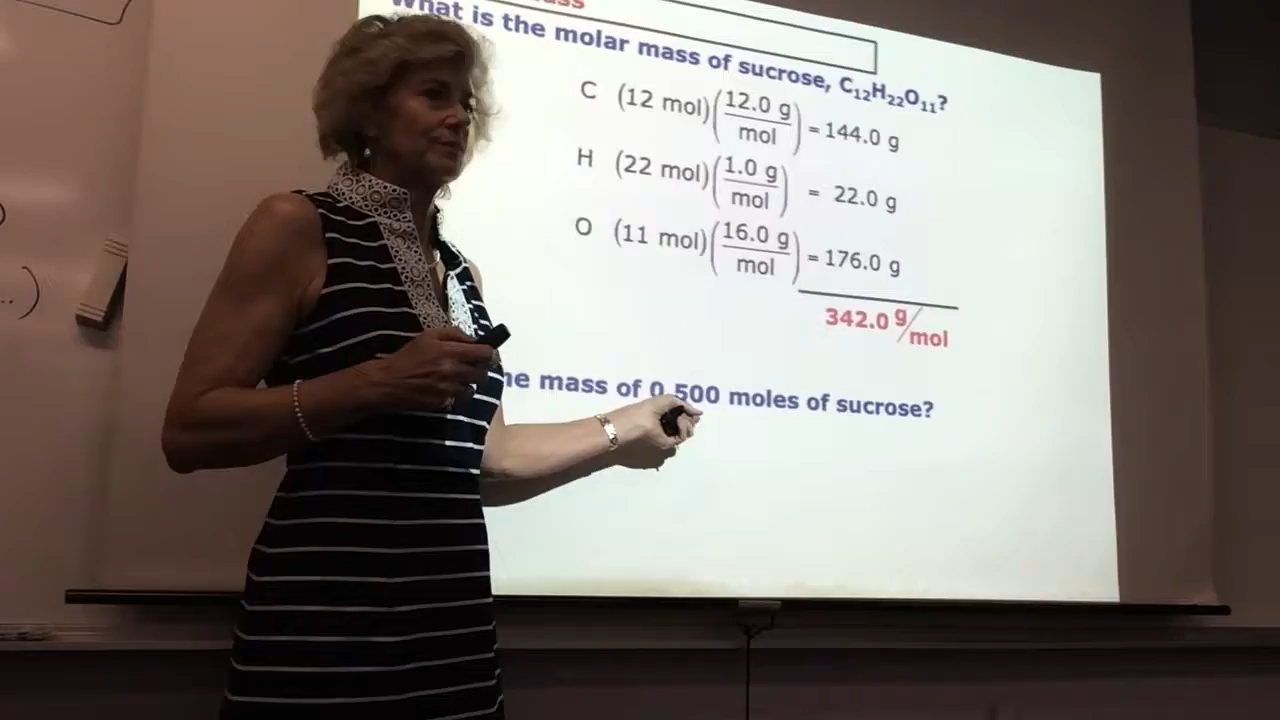 What is the molar mass of sucrose, C₁₂H₂₂O₁₁?
C (12 mol)(12.0 g/mol) = 144.0 g
H (22 mol)(1.0 g/mol) = 22.0 g
O (11 mol)(16.0 g/mol) = 176.0 g
342.0 g/mol
mass of 0.500 moles of sucrose?